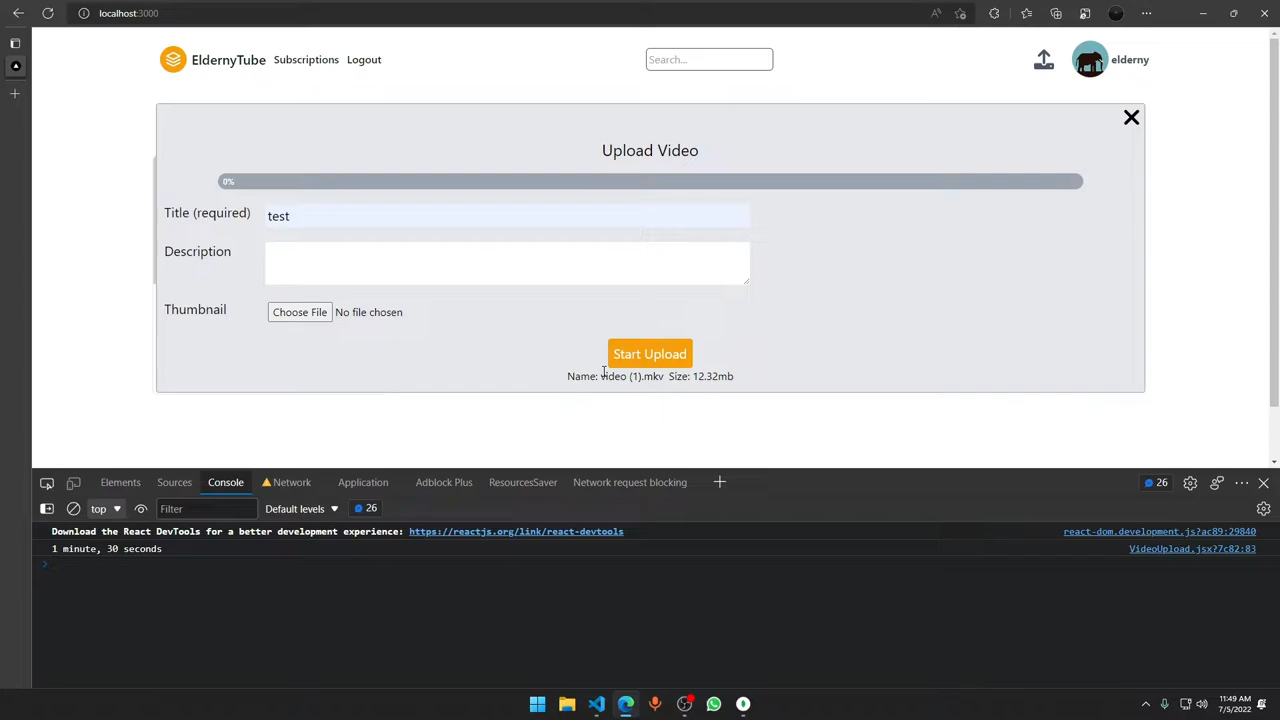 localhost:3000
EldernyTube Subscriptions Logout
Search...
elderny
Upload Video
0%
Title (required)
test
Description
Thumbnail
Choose File No file chosen
Start Upload
Name: video (1).mkv Size: 12.32mb
Elements Sources Console Network Application Adblock Plus ResourcesSaver Network request blocking
26
top
Filter
Default levels
26
Download the React DevTools for a better development experience: https://reactjs.org/link/react-devtools
react-dom.development.js?ac89:29840
1 minute, 30 seconds
VideoUpload.jsx?7c82:83
11:49 AM
7/5/2022